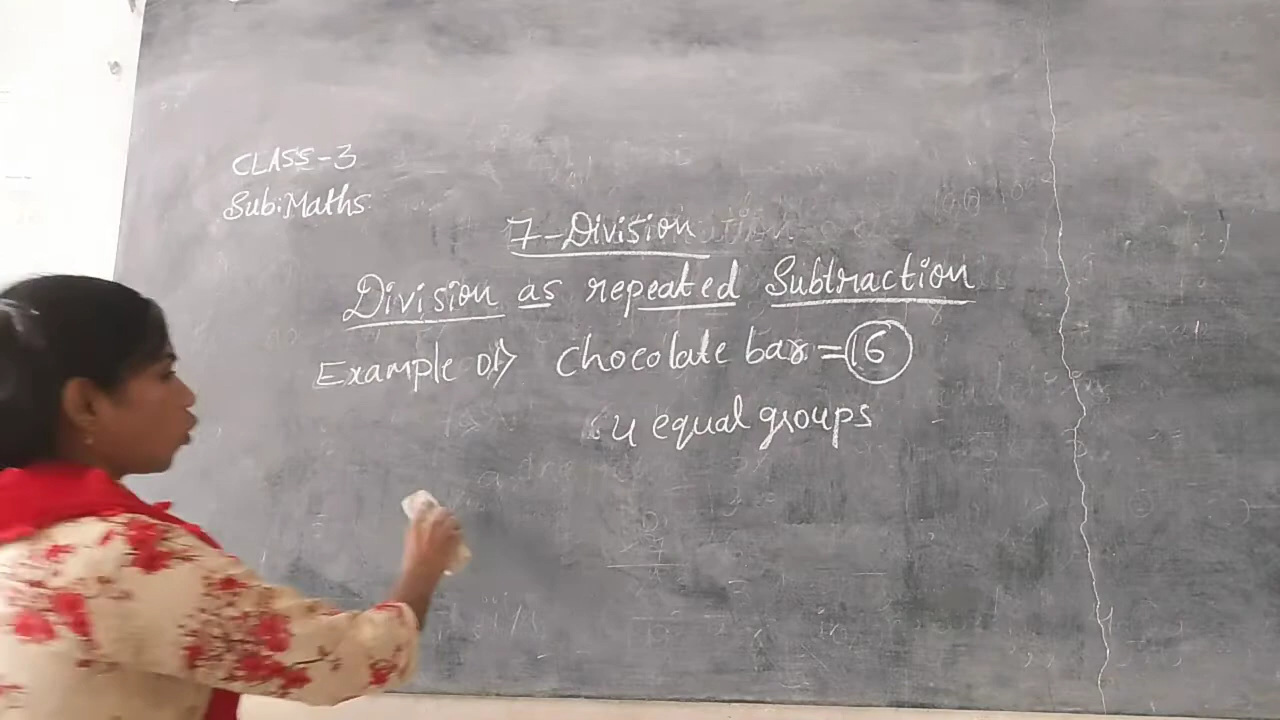 CLASS-3
Sub:Maths
7-Division
Division as repeated Subtraction
Example 01> Chocolate bar = 16
4 equal groups